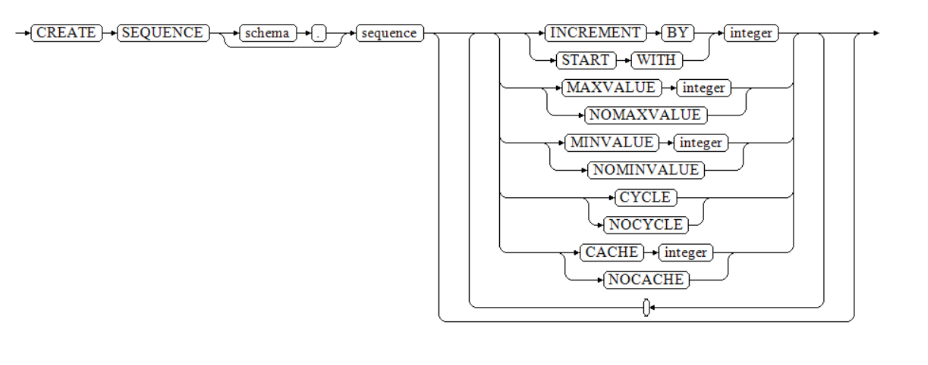 CREATE SEQUENCE schema . sequence INCREMENT BY integer
START WITH
MAXVALUE integer
NOMAXVALUE
MINVALUE integer
NOMINVALUE
CYCLE
NOCYCLE
CACHE integer
NOCACHE